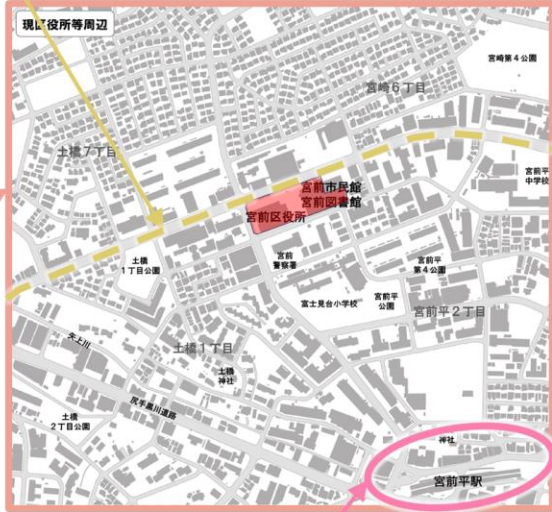 現区役所等周辺
宮崎第4公園
宮崎6丁目
土橋7丁目
宮前平
中学校
宮前市民館
宮前図書館
宮前区役所
土橋
1丁目公園
宮前
警察署
宮前平
第4公園
富士見台小学校
宮前平
公園
宮前平2丁目
矢上川
土橋1丁目
土橋
神社
尻手黒川道路
土橋
2丁目公園
神社
宮前平駅